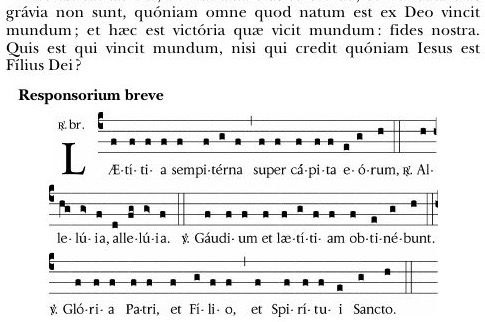 grávia non sunt, quóniam omne quod natum est ex Deo vincit
mundum; et hæc est victória quæ vicit mundum: fides nostra.
Quis est qui vincit mundum, nisi qui credit quóniam Iesus est
Fílius Dei?
Responsorium breve
℟. br.
LÆ-tí- ti- a sempi-térna super cá-pi-ta e- ó-rum, ℟. Al-
le- lú- ia, alle-lú-ia. ℣. Gáudi- um et læ-tí-ti- am ob-ti-né-bunt.
℣. Gló-ri- a Pa-tri, et Fí- li- o, et Spi- rí- tu- i Sancto.